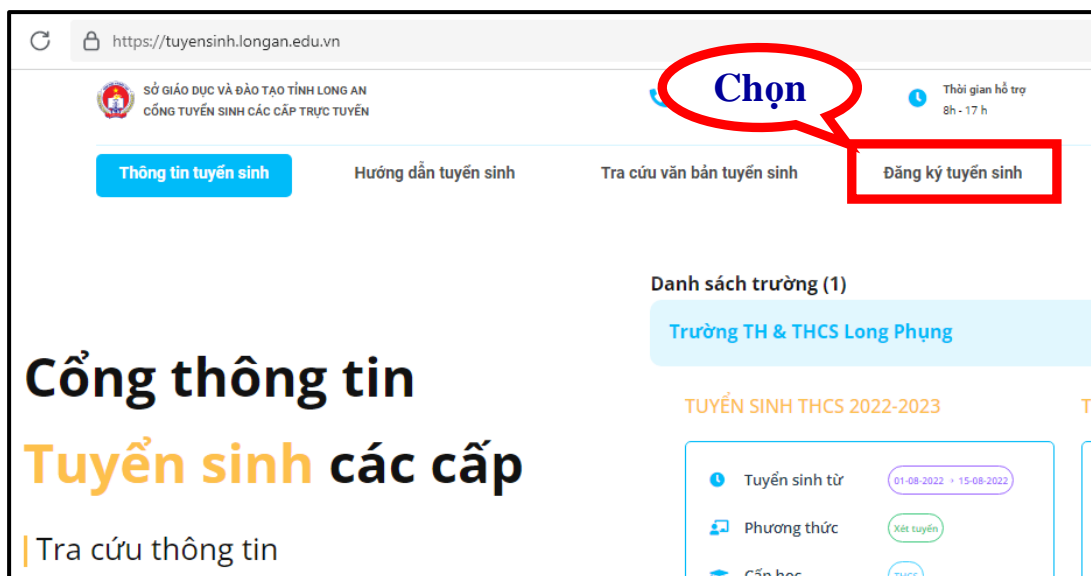 https://tuyensinh.longan.edu.vn
SỞ GIÁO DỤC VÀ ĐÀO TẠO TỈNH LONG AN
CỔNG TUYỂN SINH CÁC CẤP TRỰC TUYẾN
Chọn
Thời gian hỗ trợ
8h - 17 h
Thông tin tuyển sinh
Hướng dẫn tuyển sinh
Tra cứu văn bản tuyển sinh
Đăng ký tuyển sinh
Danh sách trường (1)
Trường TH & THCS Long Phụng
Cổng thông tin
Tuyển sinh các cấp
Tra cứu thông tin
TUYỂN SINH THCS 2022-2023
T
Tuyển sinh từ
01-08-2022 › 15-08-2022
Phương thức
Xét tuyển
Cấp học
THCS